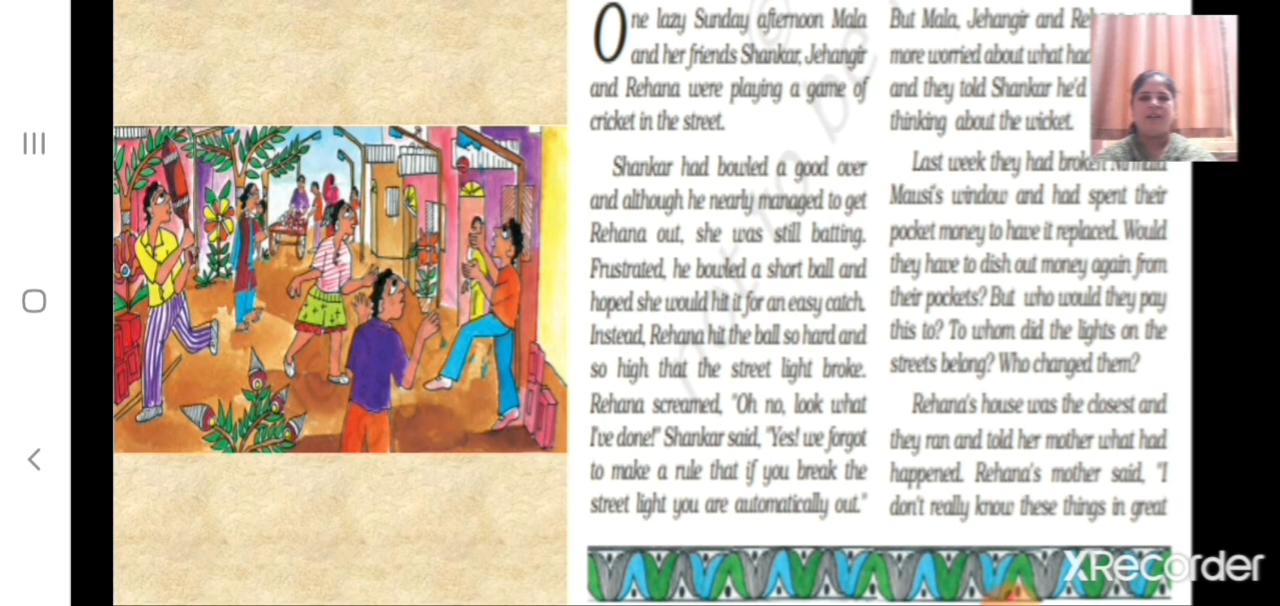 One lazy Sunday afternoon Mala
and her friends Shankar, Jehangir
and Rehana were playing a game of
cricket in the street.
Shankar had bowled a good over
and although he nearly managed to get
Rehana out, she was still batting.
Frustrated, he bowled a short ball and
hoped she would hit it for an easy catch.
Instead, Rehana hit the ball so hard and
so high that the street light broke.
Rehana screamed, "Oh no, look what
I've done!" Shankar said, "Yes! we forgot
to make a rule that if you break the
street light you are automatically out."
But Mala, Jehangir and
more worried about what had
and they told Shankar he'd
thinking about the wicket.
Last week they had broken
Mausi's window and had spent their
pocket money to have it replaced. Would
they have to dish out money again from
their pockets? But who would they pay
this to? To whom did the lights on the
streets belong? Who changed them?
Rehana's house was the closest and
they ran and told her mother what had
happened. Rehana's mother said, "I
don't really know these things in great
not to be
XRecorder